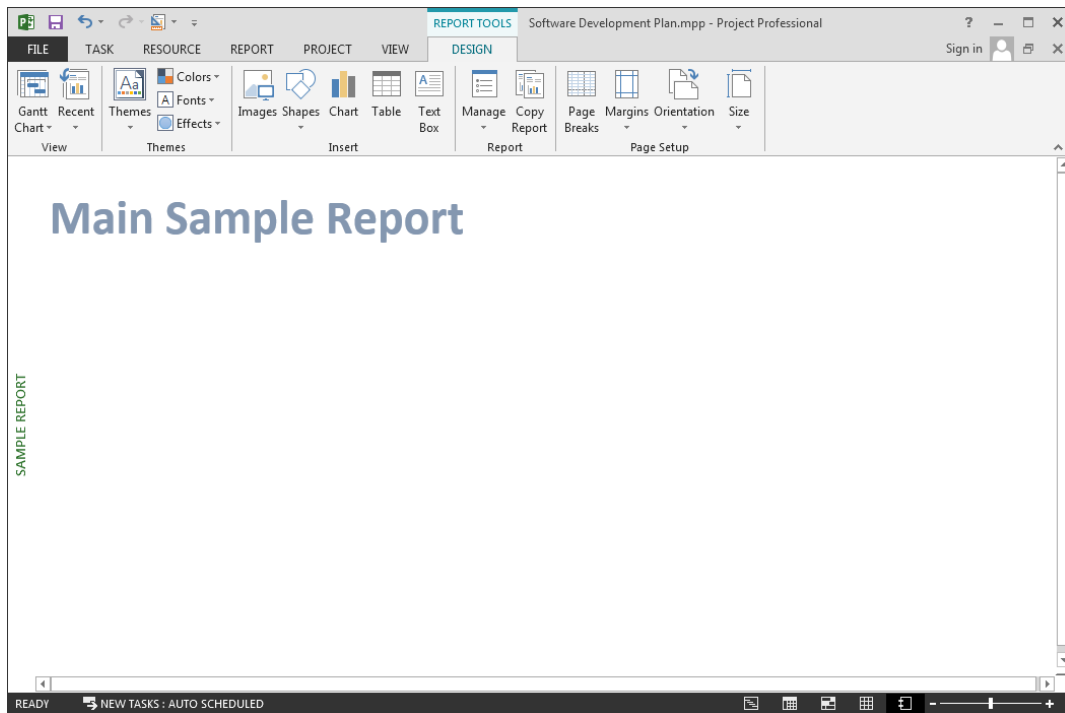 REPORT TOOLS Software Development Plan.mpp - Project Professional ?
FILE TASK RESOURCE REPORT PROJECT VIEW DESIGN Sign in
Gantt Chart Recent Themes Aa Colors A Fonts Effects Images Shapes Chart Table A Text Box Manage Copy Report Page Breaks Margins Orientation Size
View Themes Insert Report Page Setup
Main Sample Report
SAMPLE REPORT
READY NEW TASKS : AUTO SCHEDULED - +